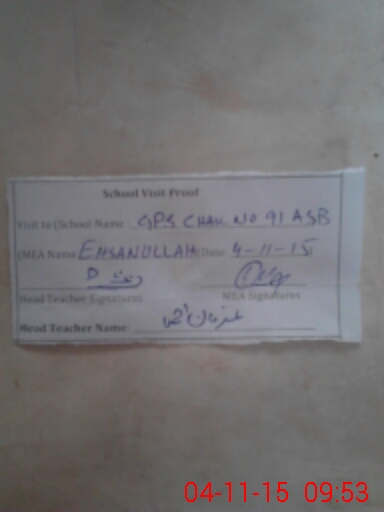 School Visit Proof
Visit to (School Name: GPS CHAK NO 91 ASB
(MEA Name EHSANULLAH Date: 4-11-15
Head Teacher Signatures MEA Signatures
Head Teacher Name:
04-11-15 09:53